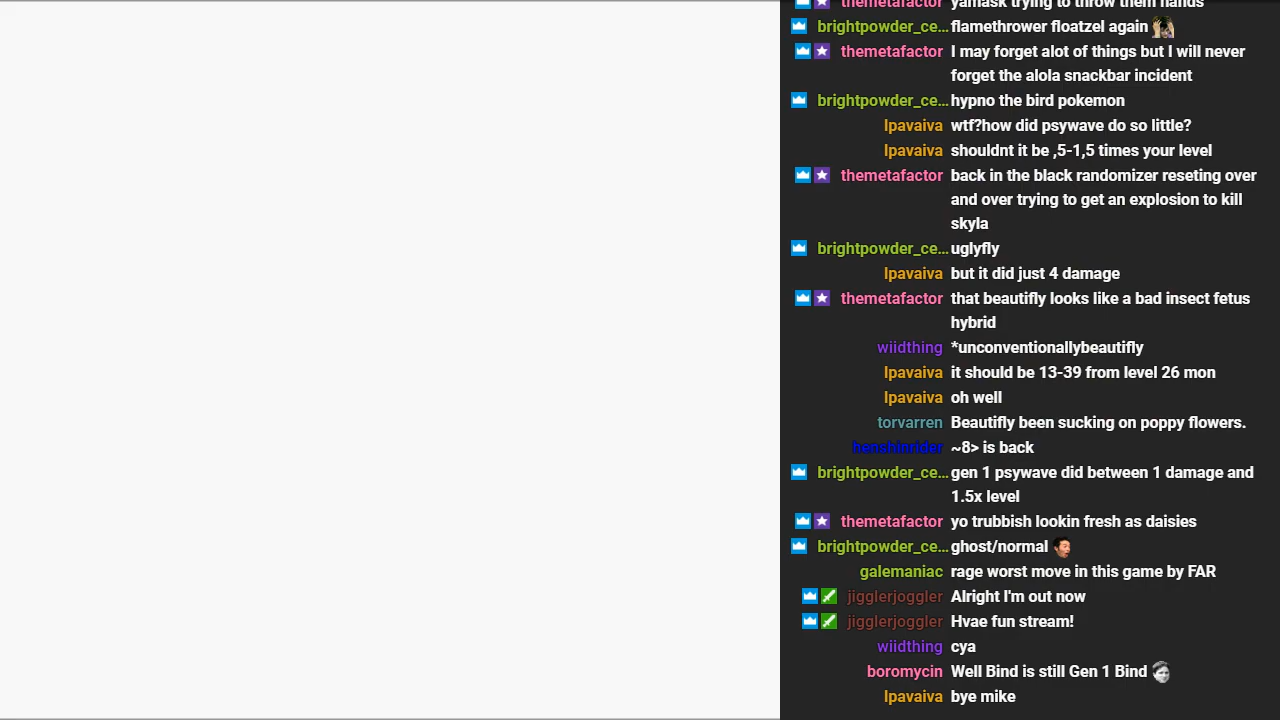 themetafactor yamask trying to throw them hands
brightpowder_ce... flamethrower floatzel again
themetafactor I may forget alot of things but I will never
forget the alola snackbar incident
brightpowder_ce... hypno the bird pokemon
lpavaiva wtf?how did psywave do so little?
lpavaiva shouldnt it be ,5-1,5 times your level
themetafactor back in the black randomizer reseting over
and over trying to get an explosion to kill
skyla
brightpowder_ce... uglyfly
lpavaiva but it did just 4 damage
themetafactor that beautifly looks like a bad insect fetus
hybrid
wiidthing *unconventionallybeautifly
lpavaiva it should be 13-39 from level 26 mon
lpavaiva oh well
torvarren Beautifly been sucking on poppy flowers.
henshinrider ~8> is back
brightpowder_ce... gen 1 psywave did between 1 damage and
1.5x level
themetafactor yo trubbish lookin fresh as daisies
brightpowder_ce... ghost/normal
galemaniac rage worst move in this game by FAR
jigglerjoggler Alright I'm out now
jigglerjoggler Hvae fun stream!
wiidthing cya
boromycin Well Bind is still Gen 1 Bind
lpavaiva bye mike